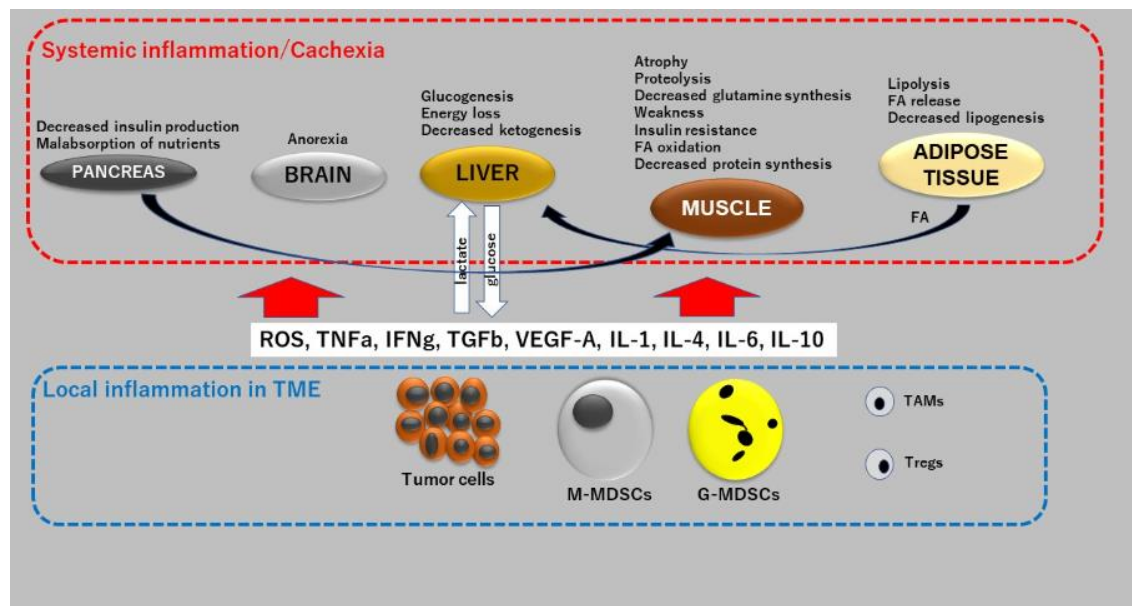 Systemic inflammation/Cachexia
Decreased insulin production
Malabsorption of nutrients
PANCREAS
Anorexia
BRAIN
Glucogenesis
Energy loss
Decreased ketogenesis
LIVER
Atrophy
Proteolysis
Decreased glutamine synthesis
Weakness
Insulin resistance
FA oxidation
Decreased protein synthesis
MUSCLE
Lipolysis
FA release
Decreased lipogenesis
ADIPOSE
TISSUE
FA
lactate
glucose
ROS, TNFa, IFNg, TGFb, VEGF-A, IL-1, IL-4, IL-6, IL-10
Local inflammation in TME
Tumor cells
M-MDSCs
G-MDSCs
TAMs
Tregs